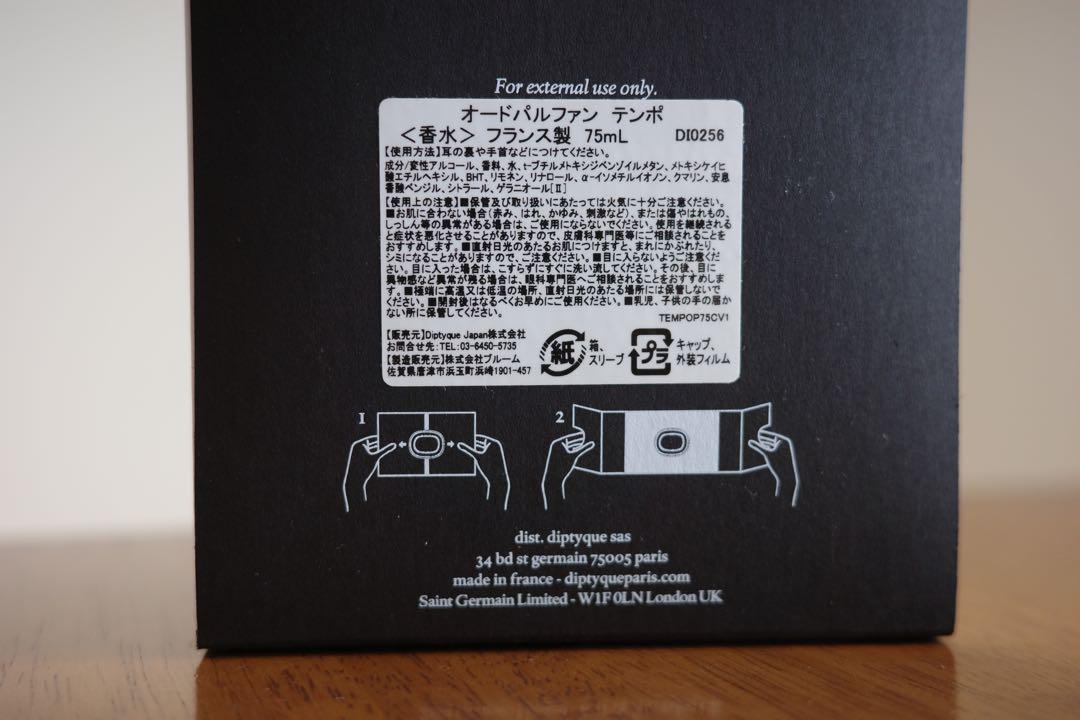 For external use only.
オードパルファン テンポ
<香水> フランス製 75mL DI0256
【使用方法】耳の裏や手首などにつけてください。
成分/変性アルコール、香料、水、t-ブチルメトキシジベンゾイルメタン、メトキシケイヒ
酸エチルヘキシル、BHT、リモネン、リナロール、α-イソメチルイオノン、クマリン、安息
香酸ベンジル、シトラール、ゲラニオール[Ⅱ]
【使用上の注意】■保管及び取り扱いにあたっては火気に十分ご注意ください。
■お肌に合わない場合(赤み、はれ、かゆみ、刺激など)、または傷やはれもの、
しっしん等の異常がある場合は、ご使用にならないでください。使用を継続される
と症状を悪化させることがありますので、皮膚科専門医等にご相談されることを
おすすめします。■直射日光のあたるお肌につけますと、まれにかぶれたり、
シミになることがありますので、ご注意ください。■目に入らないようご注意くだ
さい。目に入った場合は、こすらずにすぐに洗い流してください。その後、目に
異物感など異常が残る場合は、眼科専門医へご相談されることをおすすめしま
す。■極端に高温又は低温の場所、直射日光のあたる場所には保管しないで
ください。■開封後はなるべくお早めにご使用ください。■乳児、子供の手の届か
ない所に保管してください。
TEMPOP75CV1
【販売元】Diptyque Japan株式会社
お問合せ先:TEL:03-6450-5735
【製造販売元】株式会社ブルーム
佐賀県唐津市浜玉町浜崎1901-457
紙
箱、
スリーブ
プラ
キャップ、
外装フィルム
1
2
dist. diptyque sas
34 bd st germain 75005 paris
made in france - diptyqueparis.com
Saint Germain Limited - W1F 0LN London UK